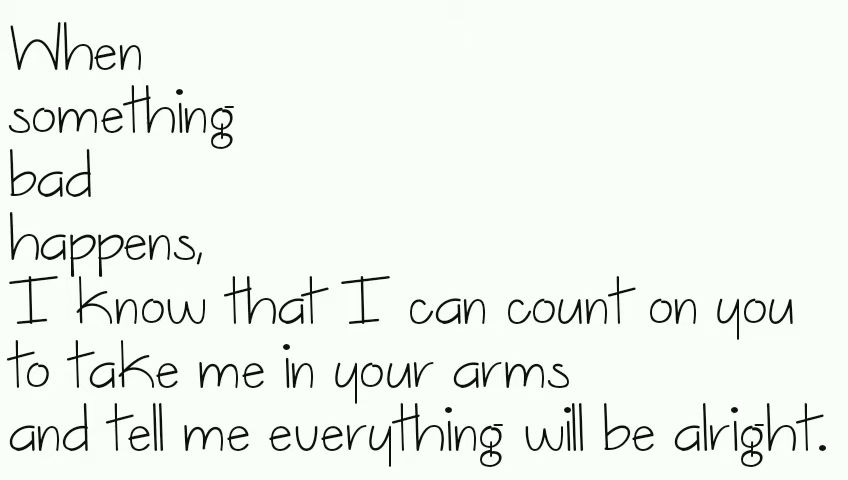 When
something
bad
happens,
I know that I can count on you
to take me in your arms
and tell me everything will be alright.